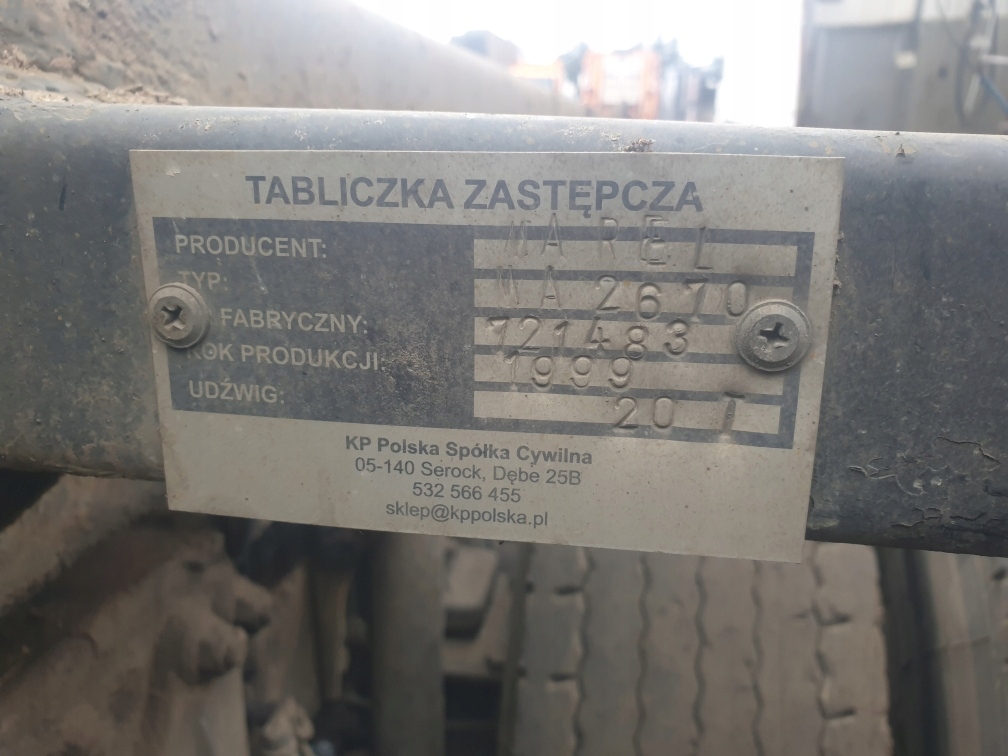 TABLICZKA ZASTĘPCZA
PRODUCENT: MAREL
TYP: MA 2670
FABRYCZNY: 721483
ROK PRODUKCJI: 1999
UDŹWIG: 20 T
KP Polska Spółka Cywilna
05-140 Serock, Dębe 25B
532 566 455
sklep@kppolska.pl